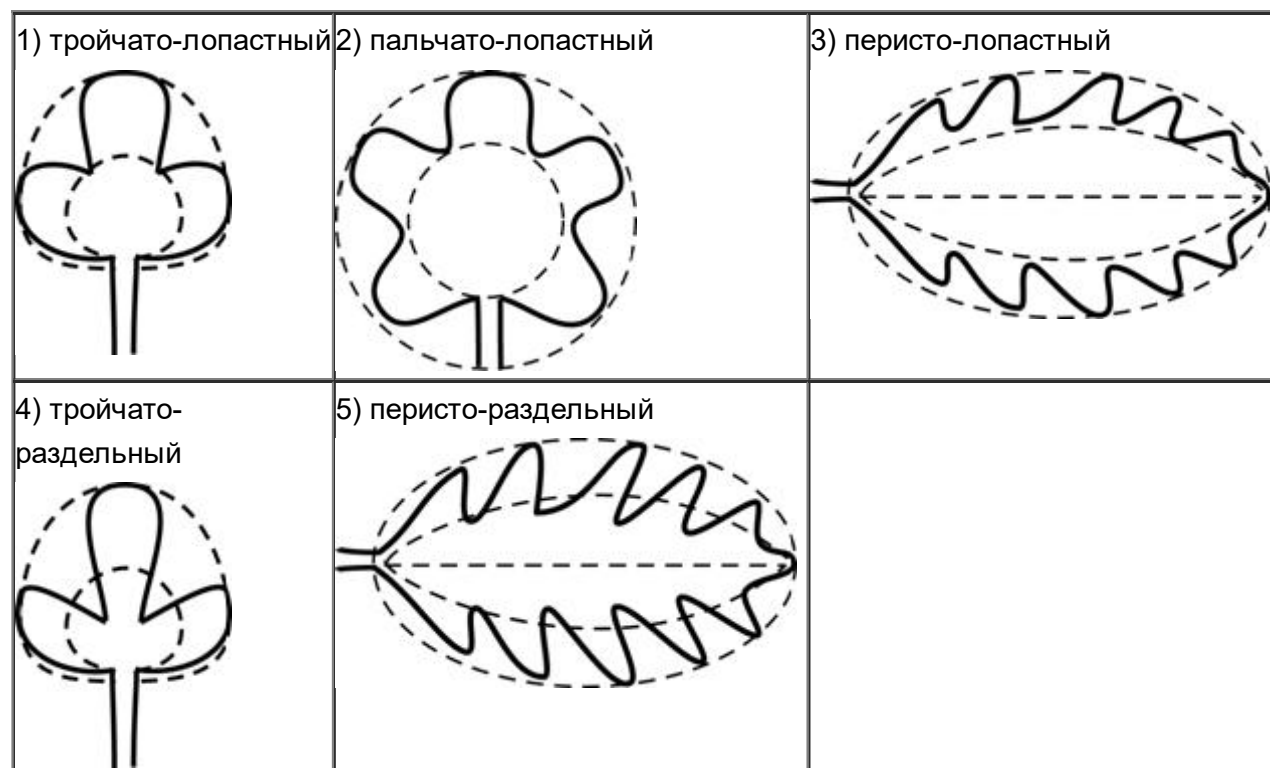 1) тройчато-лопастный
2) пальчато-лопастный
3) перисто-лопастный
4) тройчато-
раздельный
5) перисто-раздельный